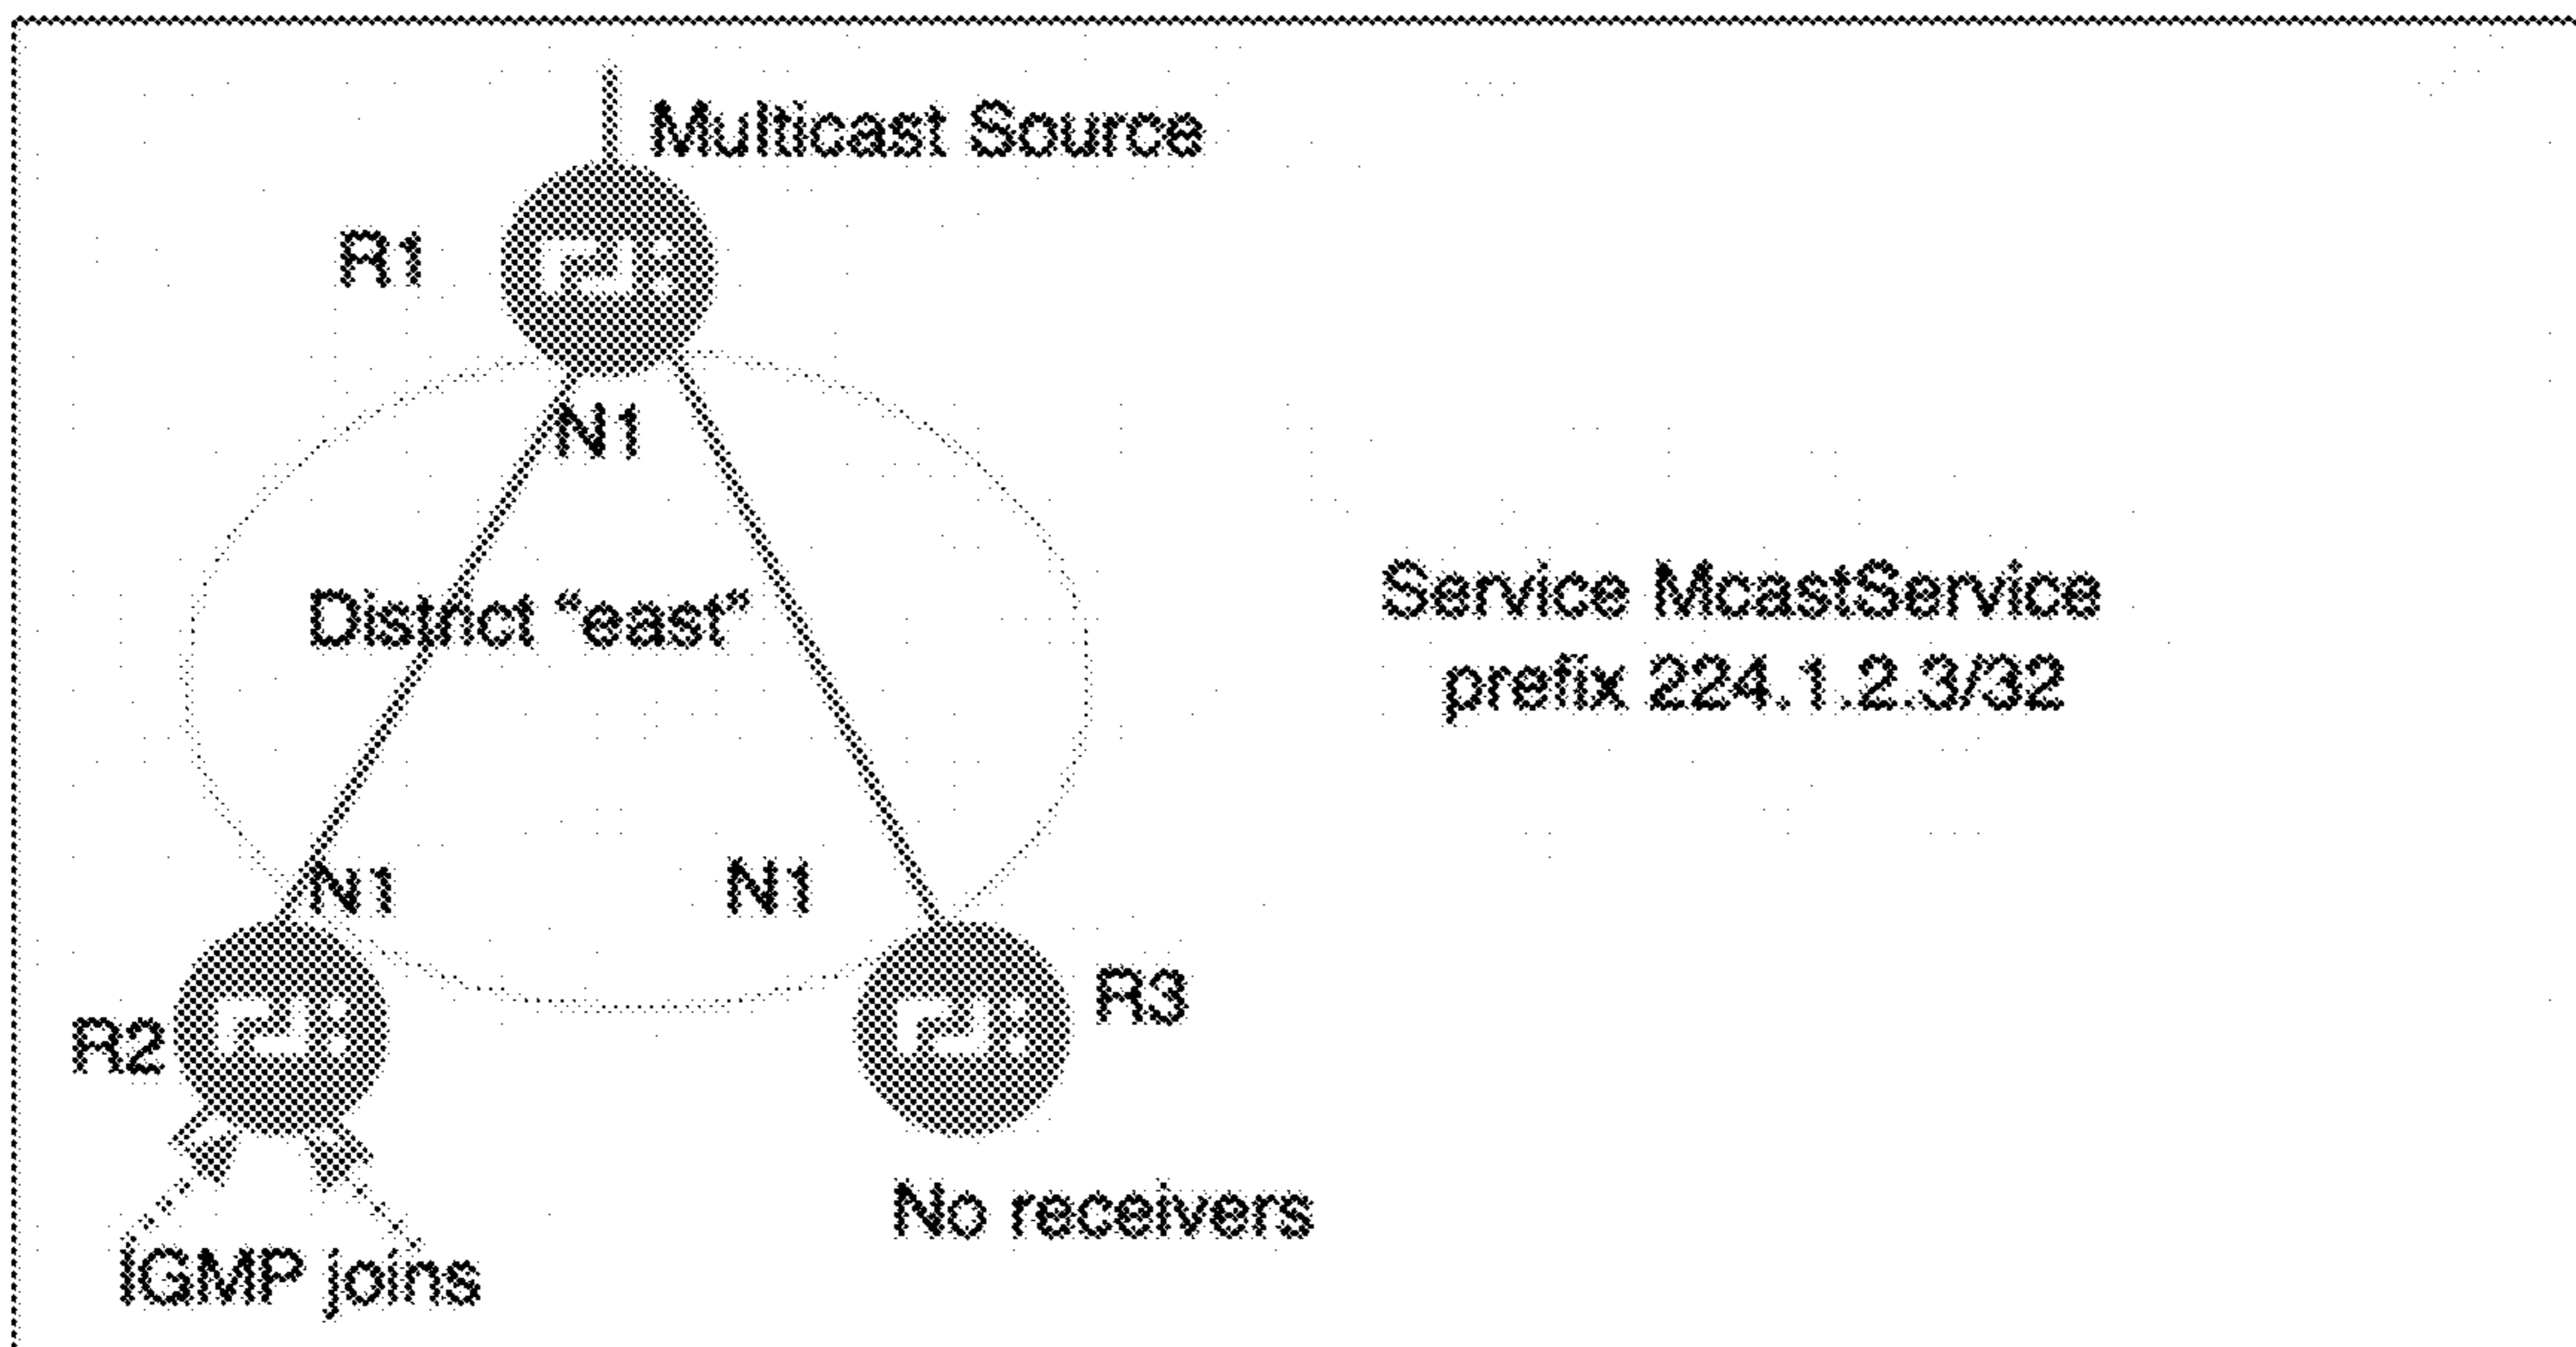 Multicast Source
R1
N1
District “east”
Service McastService
prefix 224.1.2.3/32
N1
N1
R2
R3
No receivers
IGMP joins